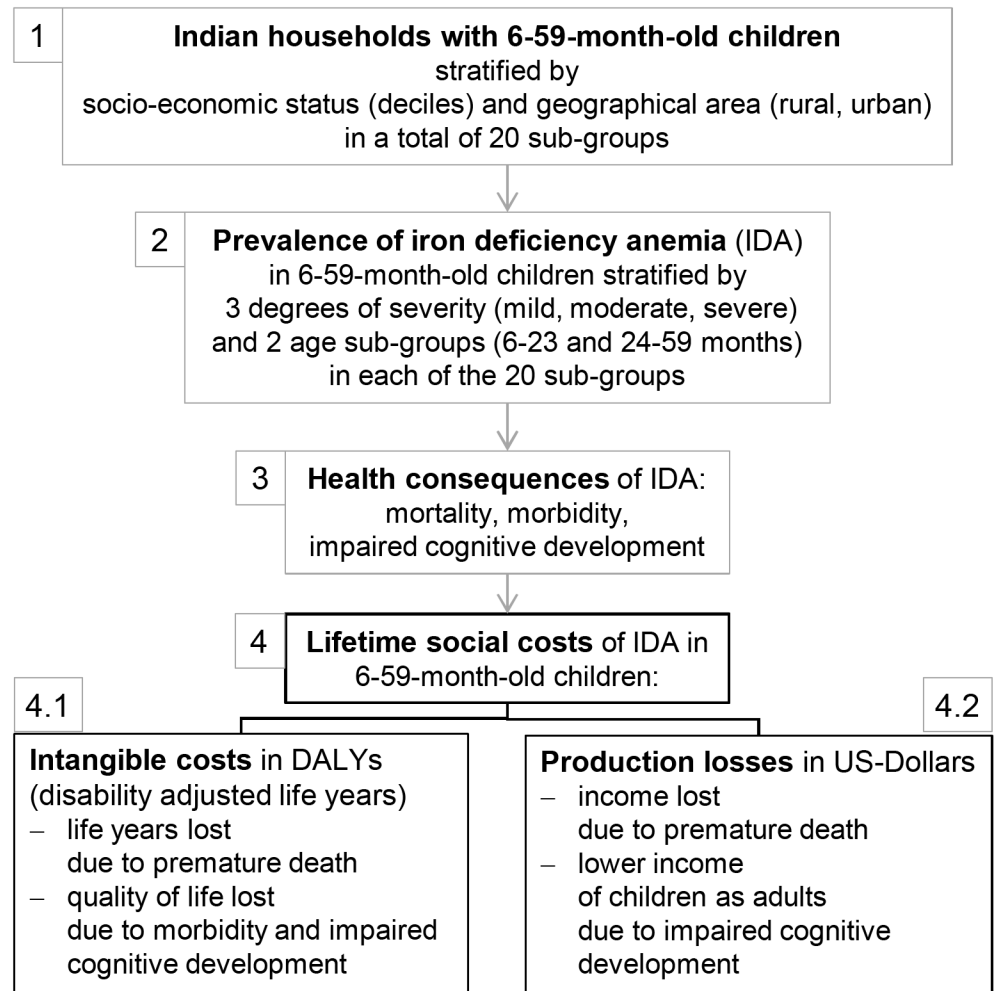 1
Indian households with 6-59-month-old children
stratified by
socio-economic status (deciles) and geographical area (rural, urban)
in a total of 20 sub-groups
2
Prevalence of iron deficiency anemia (IDA)
in 6-59-month-old children stratified by
3 degrees of severity (mild, moderate, severe)
and 2 age sub-groups (6-23 and 24-59 months)
in each of the 20 sub-groups
3
Health consequences of IDA:
mortality, morbidity,
impaired cognitive development
4
Lifetime social costs of IDA in
6-59-month-old children:
4.1
Intangible costs in DALYs
(disability adjusted life years)
– life years lost
due to premature death
– quality of life lost
due to morbidity and impaired
cognitive development
4.2
Production losses in US-Dollars
– income lost
due to premature death
– lower income
of children as adults
due to impaired cognitive
development